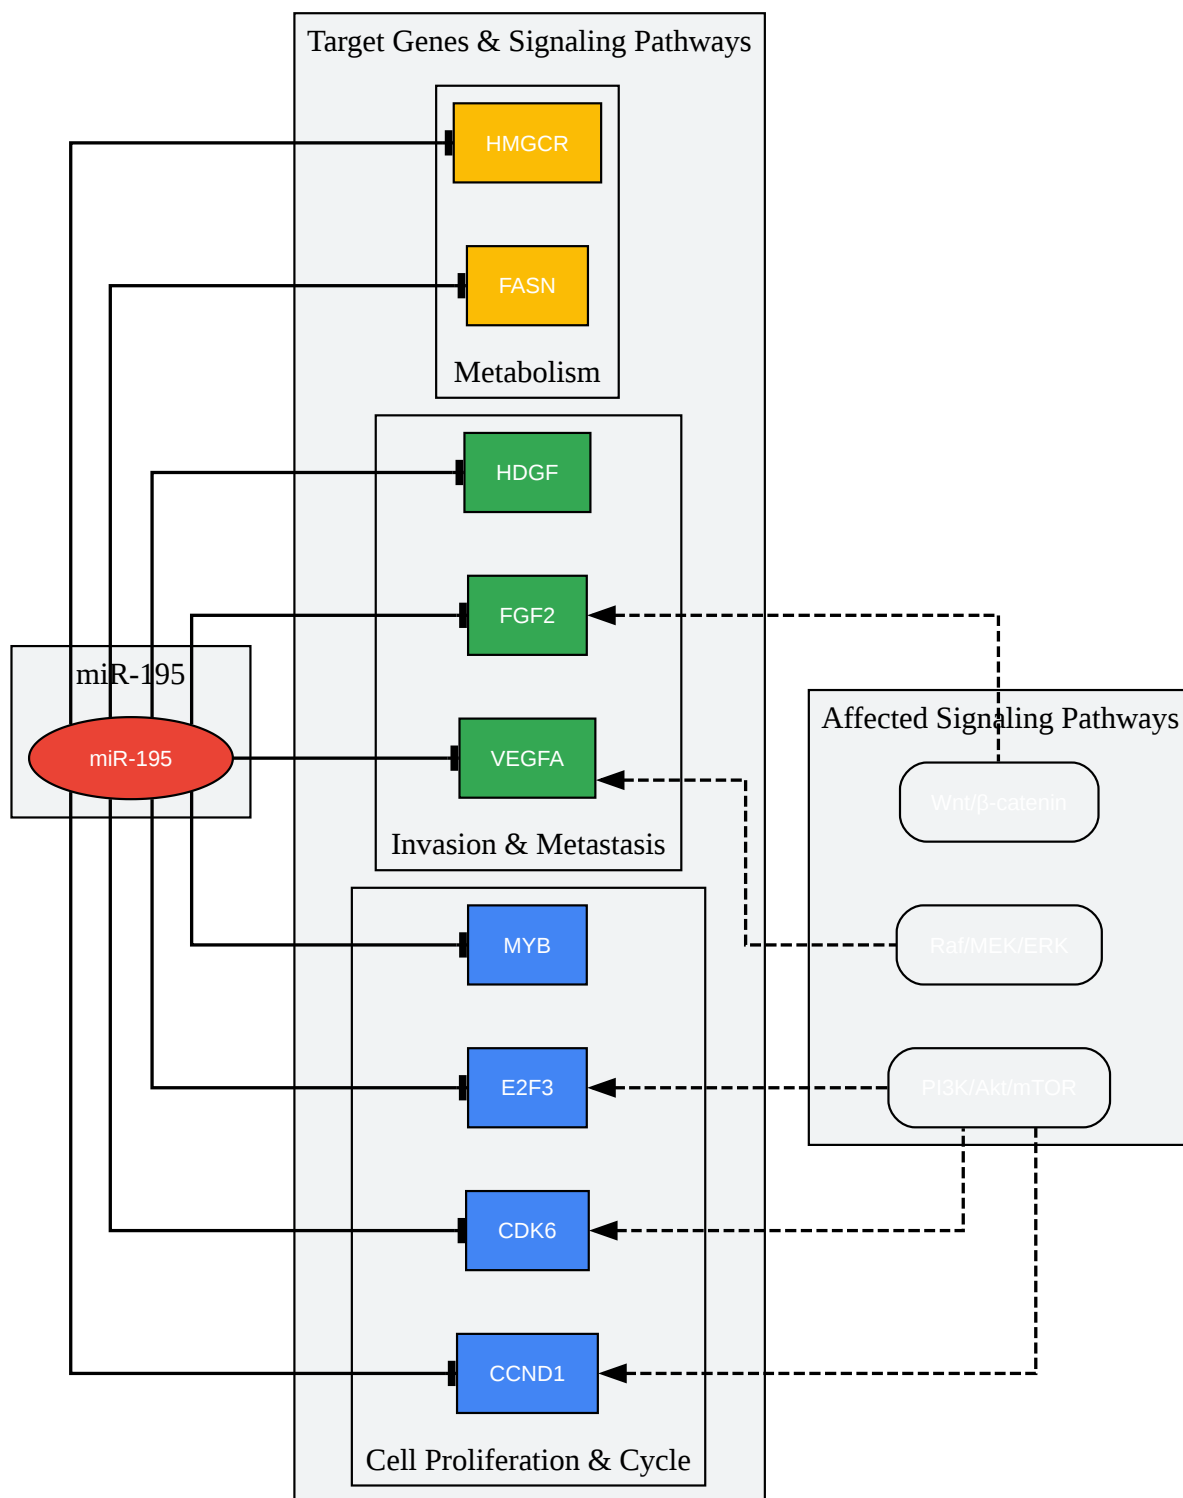 Target Genes & Signaling Pathways
HMGCR
FASN
Metabolism
HDGF
FGF2
VEGFA
Invasion & Metastasis
miR-195
miR-195
MYB
E2F3
CDK6
CCND1
Cell Proliferation & Cycle
Affected Signaling Pathways
Wnt/β-catenin
Raf/MEK/ERK
PI3K/Akt/mTOR